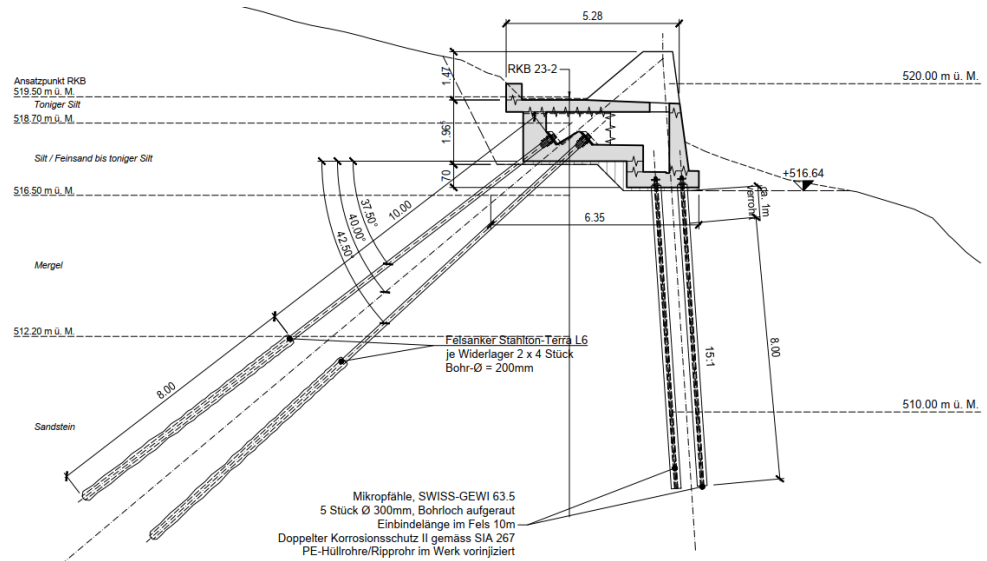 5.28
RKB 23-2
1.47
Ansatzpunkt RKB
519.50 m ü. M.
520.00 m ü. M.
Toniger Silt
518.70 m ü. M.
1.96⁵
Silt / Feinsand bis toniger Silt
+516.64
70
516.50 m ü. M.
ca. 1m
verrohrt
10.00
37.50°
40.00°
42.50°
6.35
Mergel
512.20 m ü. M.
Felsanker Stahlton-Terra L6
je Widerlager 2 x 4 Stück
Bohr-Ø = 200mm
15:1
8.00
8.00
510.00 m ü. M.
Sandstein
Mikropfähle, SWISS-GEWI 63.5
5 Stück Ø 300mm, Bohrloch aufgeraut
Einbindelänge im Fels 10m
Doppelter Korrosionsschutz II gemäss SIA 267
PE-Hüllrohre/Ripprohr im Werk vorinjiziert